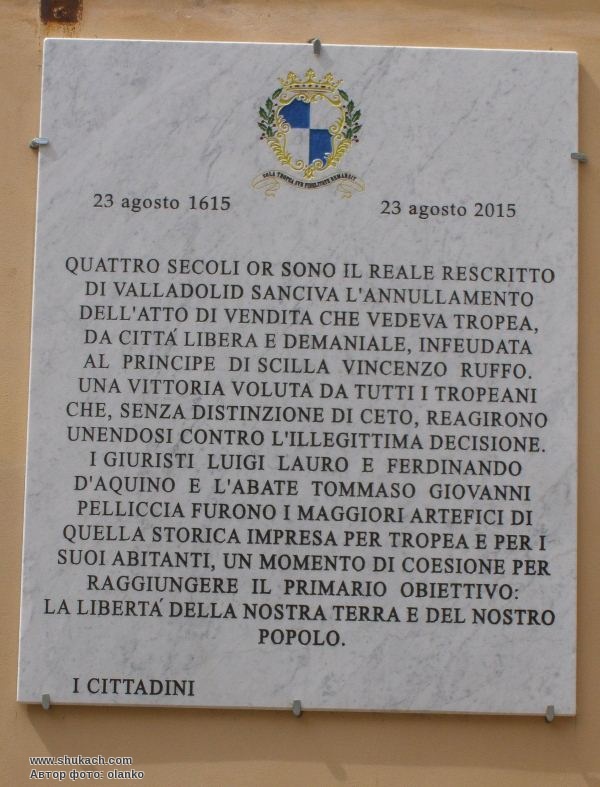 SOLA TROPEA SUB FIDELITATE REMANSIT
23 agosto 1615
23 agosto 2015
QUATTRO SECOLI OR SONO IL REALE RESCRITTO
DI VALLADOLID SANCIVA L'ANNULLAMENTO
DELL'ATTO DI VENDITA CHE VEDEVA TROPEA,
DA CITTÁ LIBERA E DEMANIALE, INFEUDATA
AL PRINCIPE DI SCILLA VINCENZO RUFFO.
UNA VITTORIA VOLUTA DA TUTTI I TROPEANI
CHE, SENZA DISTINZIONE DI CETO, REAGIRONO
UNENDOSI CONTRO L'ILLEGITTIMA DECISIONE.
I GIURISTI LUIGI LAURO E FERDINANDO
D'AQUINO E L'ABATE TOMMASO GIOVANNI
PELLICCIA FURONO I MAGGIORI ARTEFICI DI
QUELLA STORICA IMPRESA PER TROPEA E PER I
SUOI ABITANTI, UN MOMENTO DI COESIONE PER
RAGGIUNGERE IL PRIMARIO OBIETTIVO:
LA LIBERTÁ DELLA NOSTRA TERRA E DEL NOSTRO
POPOLO.
I CITTADINI
www.shukach.com
Автор фото: olanko